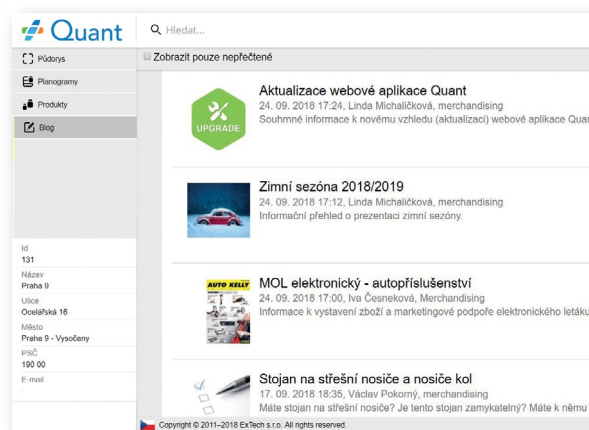 Quant
Hledat...
Půdorys
Planogramy
Produkty
Blog
Id
131
Název
Praha 9
Ulice
Ocelářská 16
Město
Praha 9 - Vysočany
PSČ
190 00
E-mail
Zobrazit pouze nepřečtené
UPGRADE
Aktualizace webové aplikace Quant
24. 09. 2018 17:24, Linda Michalíčková, merchandising
Souhrnné informace k novému vzhledu (aktualizaci) webové aplikace Quan
Zimní sezóna 2018/2019
24. 09. 2018 17:12, Linda Michalíčková, merchandising
Informační přehled o prezentaci zimní sezóny.
AUTO KELLY
MOL elektronický - autopříslušenství
24. 09. 2018 17:00, Iva Česneková, Merchandising
Informace k vystavení zboží a marketingové podpoře elektronického letáku
Stojan na střešní nosiče a nosiče kol
17. 09. 2018 18:35, Václav Pokorný, merchandising
Máte stojan na střešní nosiče? Je tento stojan zamykatelný? Máte k němu
Copyright © 2011–2018 ExTech s.r.o. All rights reserved.